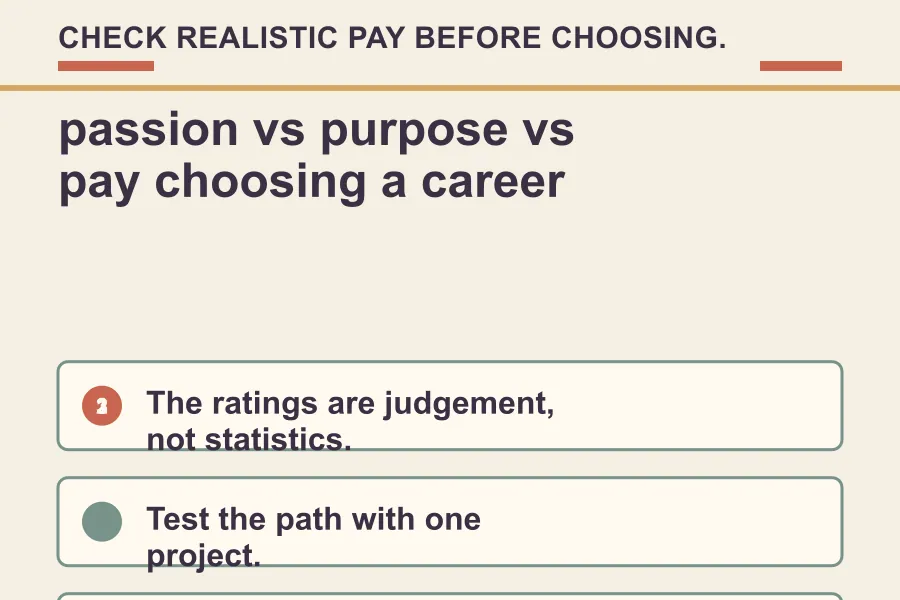 CHECK REALISTIC PAY BEFORE CHOOSING.
passion vs purpose vs
pay choosing a career
The ratings are judgement,
not statistics.
Test the path with one
project.